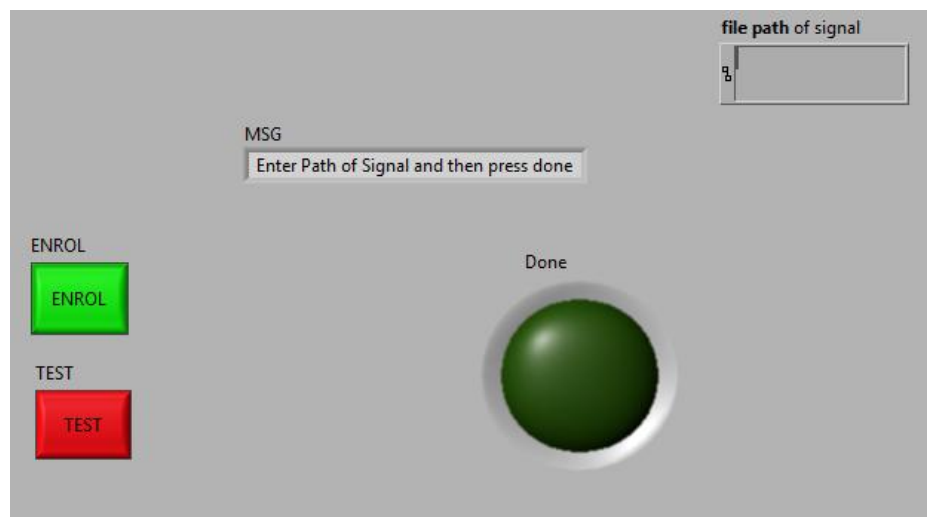 file path of signal
MSG
Enter Path of Signal and then press done
ENROL
ENROL
Done
TEST
TEST